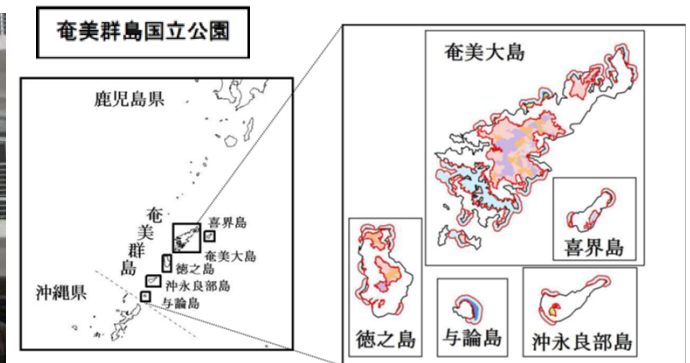 奄美群島国立公園
鹿児島県
奄美群島
喜界島
奄美大島
徳之島
沖永良部島
与論島
沖縄県
奄美大島
喜界島
徳之島
与論島
沖永良部島